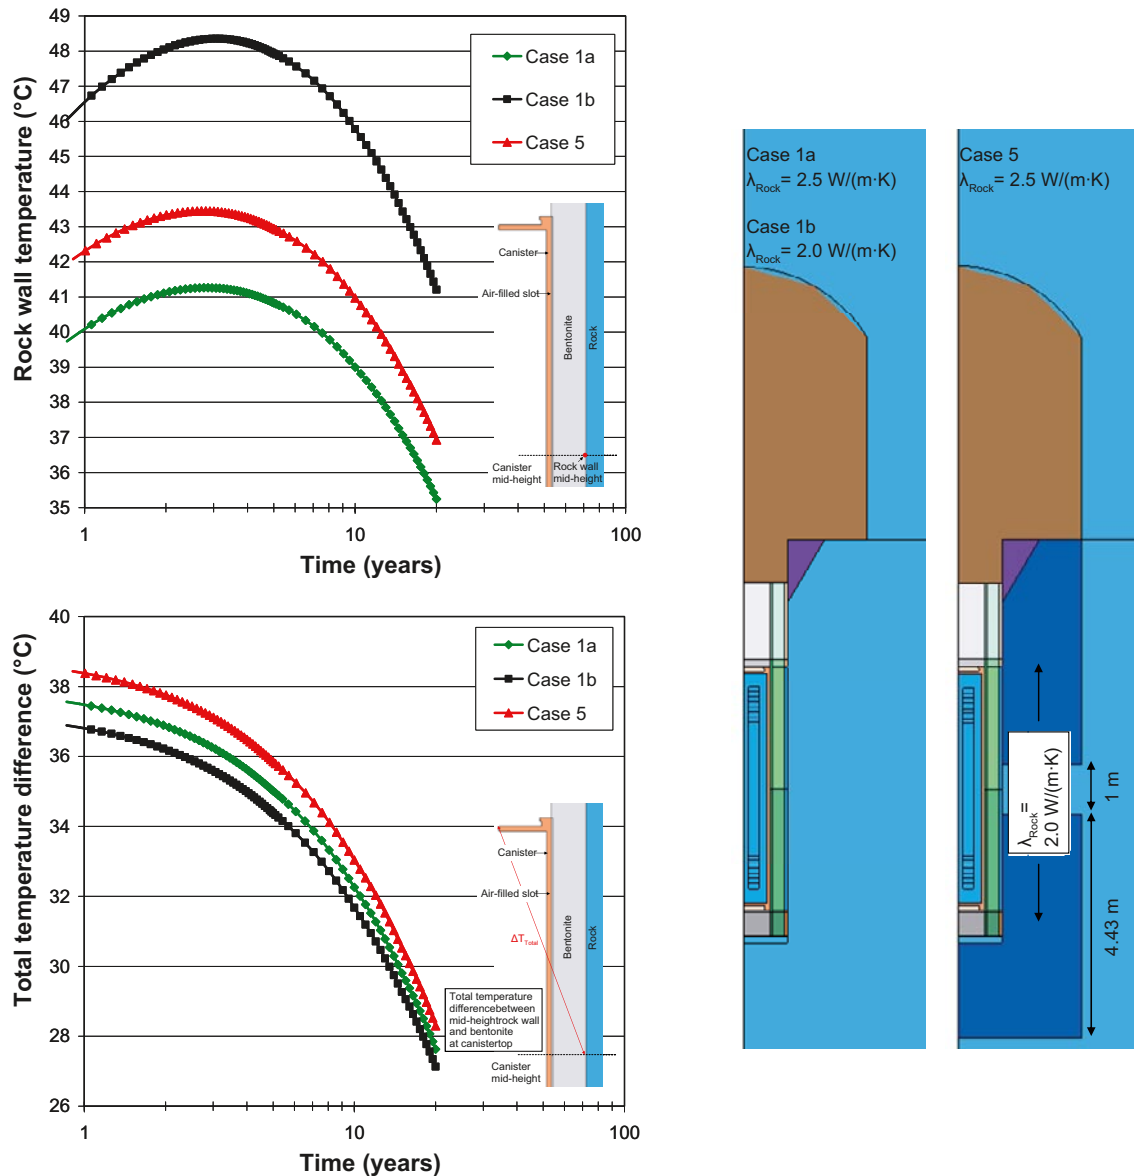 49
48
47
46
45
44
43
42
41
40
39
38
37
36
35
Rock wall temperature (°C)
Case 1a
Case 1b
Case 5
Canister
Air-filled slot
Bentonite
Rock
Canister
mid-height
Rock wall
mid-height
1
10
100
Time (years)
40
38
36
34
32
30
28
26
Total temperature difference (°C)
Case 1a
Case 1b
Case 5
Canister
Air-filled slot
Bentonite
Rock
ΔT_Total
Total temperature
differencebetween
mid-heightrock wall
and bentonite
at canistertop
Canister
mid-height
1
10
100
Time (years)
Case 1a
λ_Rock= 2.5 W/(m·K)
Case 1b
λ_Rock= 2.0 W/(m·K)
Case 5
λ_Rock= 2.5 W/(m·K)
λ_Rock=
2.0 W/(m·K)
1 m
4.43 m